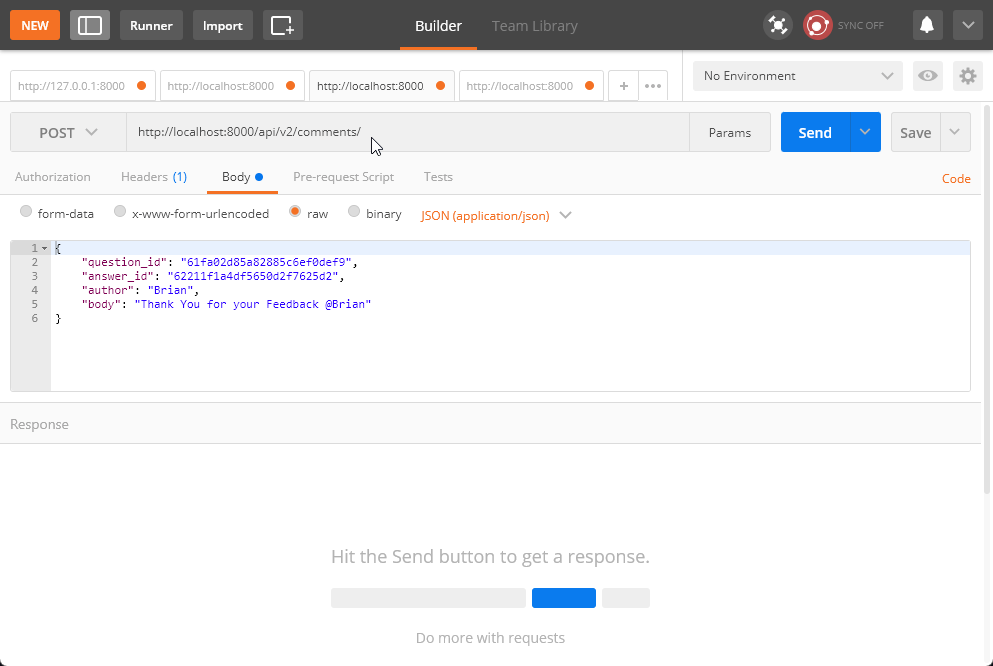 NEW Runner Import Builder Team Library SYNC OFF
http://127.0.0.1:8000 http://localhost:8000 http://localhost:8000 http://localhost:8000 + ••• No Environment
POST http://localhost:8000/api/v2/comments/ Params Send Save
Authorization Headers (1) Body Pre-request Script Tests Code
form-data x-www-form-urlencoded raw binary JSON (application/json)
1 {
2 "question_id": "61fa02d85a82885c6ef0def9",
3 "answer_id": "62211f1a4df5650d2f7625d2",
4 "author": "Brian",
5 "body": "Thank You for your Feedback @Brian"
6 }
Response
Hit the Send button to get a response.
Do more with requests